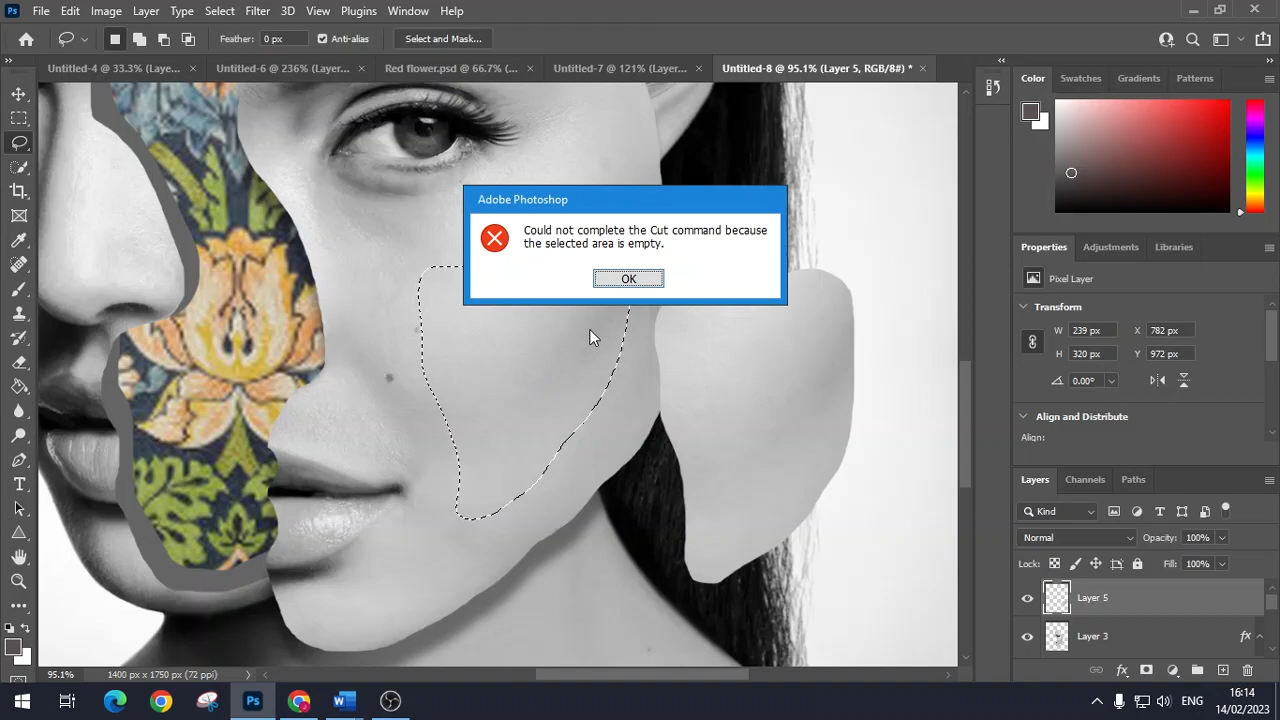 Ps File Edit Image Layer Type Select Filter 3D View Plugins Window Help
Feather: 0 px Anti-alias Select and Mask...
Untitled-4 @ 33.3% (Laye... × Untitled-6 @ 236% (Layer... × Red flower.psd @ 66.7% (... × Untitled-7 @ 121% (Layer... × Untitled-8 @ 95.1% (Layer 5, RGB/8#) * ×
Color Swatches Gradients Patterns
Adobe Photoshop
Could not complete the Cut command because
the selected area is empty.
OK
Properties Adjustments Libraries
Pixel Layer
Transform
W 239 px X 782 px
H 320 px Y 972 px
0.00°
Align and Distribute
Align:
Layers Channels Paths
Kind
Normal Opacity: 100%
Lock: Fill: 100%
Layer 5
Layer 3 fx
95.1% 1400 px x 1750 px (72 ppi)
fx
Ps W ENG 16:14
14/02/2023